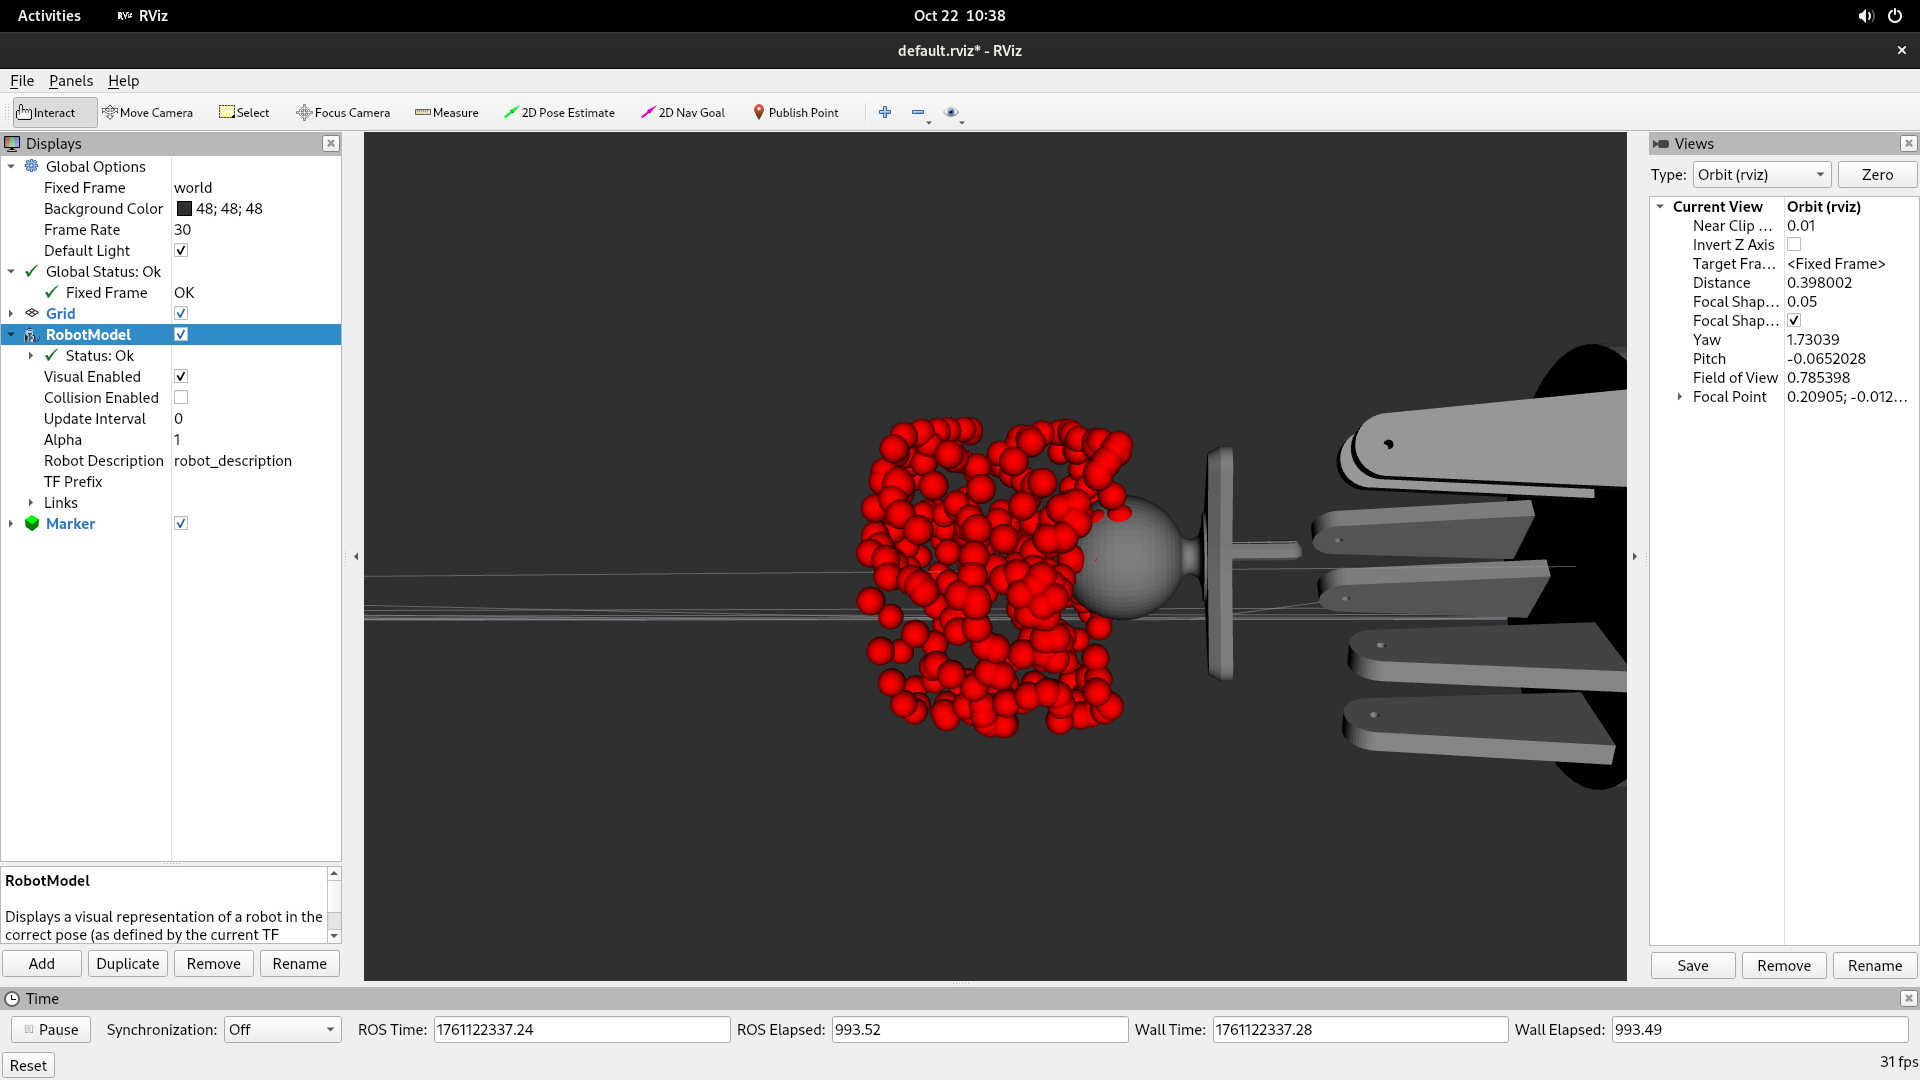 Activities RViz Oct 22 10:38
default.rviz* - RViz
File Panels Help
Interact Move Camera Select Focus Camera Measure 2D Pose Estimate 2D Nav Goal Publish Point
Displays
Global Options
Fixed Frame world
Background Color 48; 48; 48
Frame Rate 30
Default Light
Global Status: Ok
Fixed Frame OK
Grid
RobotModel
Status: Ok
Visual Enabled
Collision Enabled
Update Interval 0
Alpha 1
Robot Description robot_description
TF Prefix
Links
Marker
RobotModel
Displays a visual representation of a robot in the
correct pose (as defined by the current TF
Add Duplicate Remove Rename
Views
Type: Orbit (rviz) Zero
Current View Orbit (rviz)
Near Clip ... 0.01
Invert Z Axis
Target Fra... <Fixed Frame>
Distance 0.398002
Focal Shap... 0.05
Focal Shap...
Yaw 1.73039
Pitch -0.0652028
Field of View 0.785398
Focal Point 0.20905; -0.012...
Save Remove Rename
Time
Pause Synchronization: Off ROS Time: 1761122337.24 ROS Elapsed: 993.52 Wall Time: 1761122337.28 Wall Elapsed: 993.49
Reset 31 fps